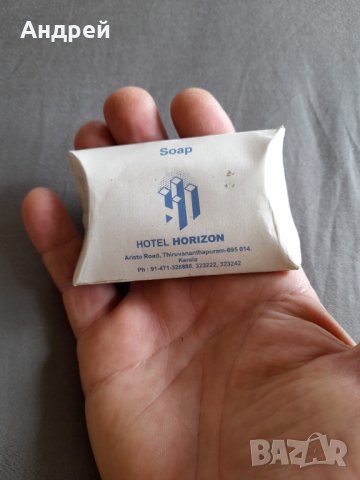 Андрей
Soap
HOTEL HORIZON
Aristo Road, Thiruvananthapuram-695 014.
Kerala
Ph : 91-471-326888, 323222, 323242
BAZAR